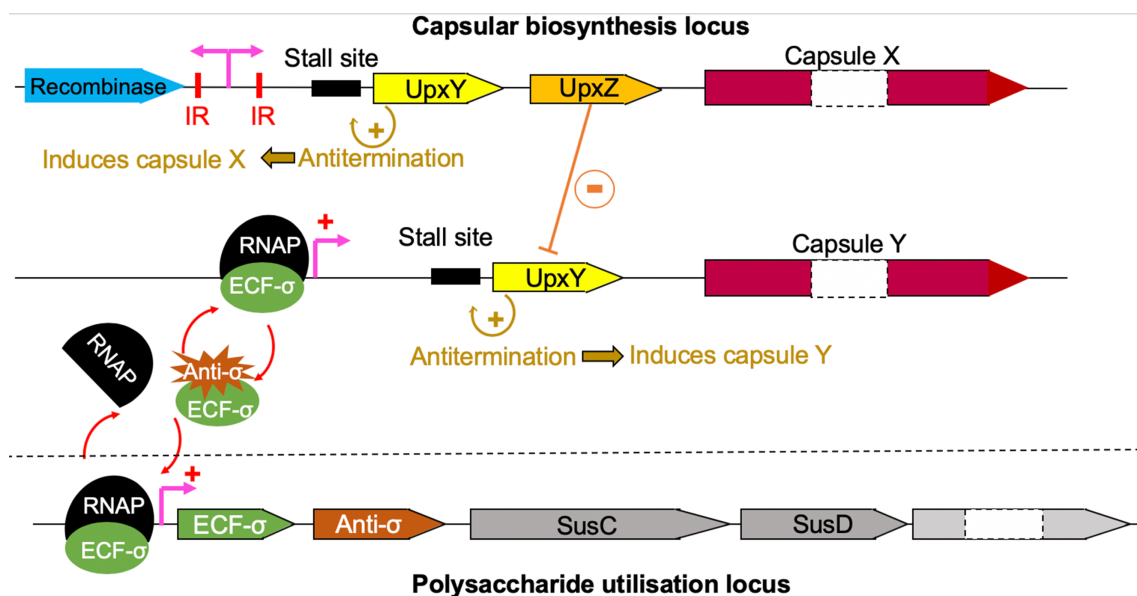 Capsular biosynthesis locus
Stall site
Capsule X
Recombinase
UpxY
UpxZ
IR
IR
+
Induces capsule X
Antitermination
-
+
RNAP
Stall site
Capsule Y
ECF-σ
UpxY
+
RNAP
Anti-σ
ECF-σ
Antitermination
Induces capsule Y
+
RNAP
ECF-σ
ECF-σ
Anti-σ
SusC
SusD
Polysaccharide utilisation locus